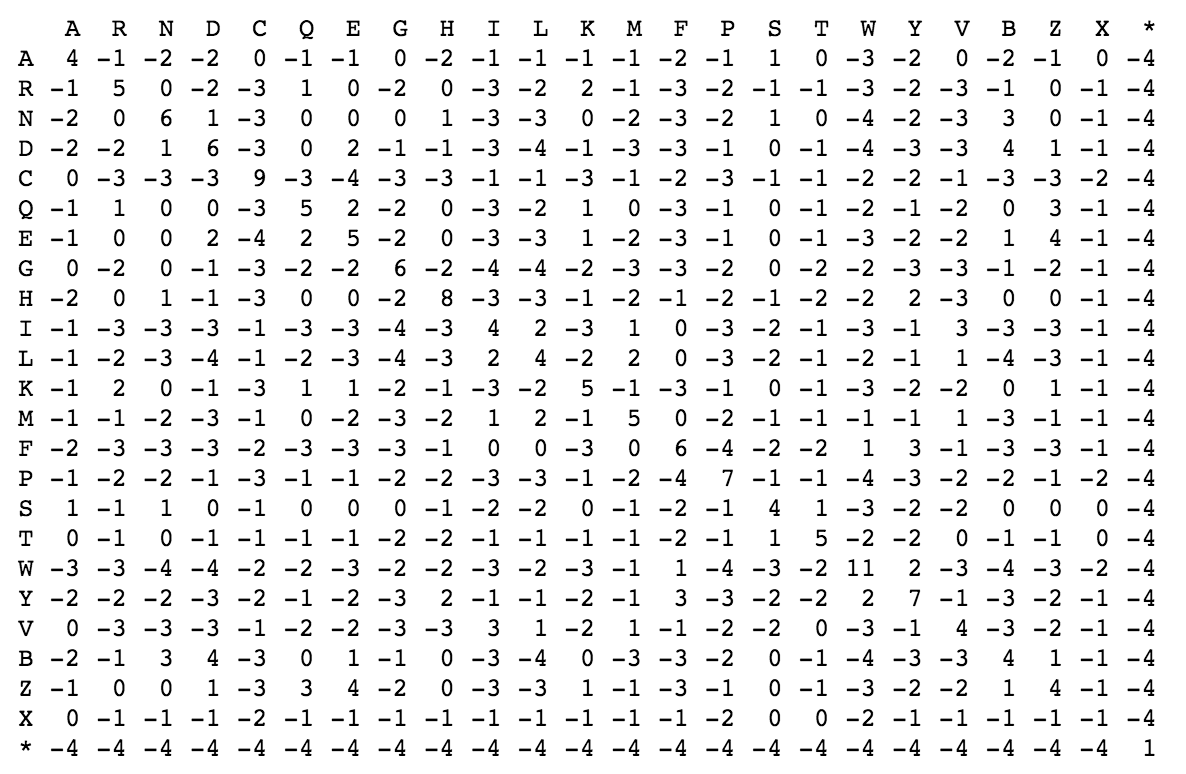 A R N D C Q E G H I L K M F P S T W Y V B Z X *
A 4 -1 -2 -2 0 -1 -1 0 -2 -1 -1 -1 -1 -2 -1 1 0 -3 -2 0 -2 -1 0 -4
R -1 5 0 -2 -3 1 0 -2 0 -3 -2 2 -1 -3 -2 -1 -1 -3 -2 -3 -1 0 -1 -4
N -2 0 6 1 -3 0 0 0 1 -3 -3 0 -2 -3 -2 1 0 -4 -2 -3 3 0 -1 -4
D -2 -2 1 6 -3 0 2 -1 -1 -3 -4 -1 -3 -3 -1 0 -1 -4 -3 -3 4 1 -1 -4
C 0 -3 -3 -3 9 -3 -4 -3 -3 -1 -1 -3 -1 -2 -3 -1 -1 -2 -2 -1 -3 -3 -2 -4
Q -1 1 0 0 -3 5 2 -2 0 -3 -2 1 0 -3 -1 0 -1 -2 -1 -2 0 3 -1 -4
E -1 0 0 2 -4 2 5 -2 0 -3 -3 1 -2 -3 -1 0 -1 -3 -2 -2 1 4 -1 -4
G 0 -2 0 -1 -3 -2 -2 6 -2 -4 -4 -2 -3 -3 -2 0 -2 -2 -3 -3 -1 -2 -1 -4
H -2 0 1 -1 -3 0 0 -2 8 -3 -3 -1 -2 -1 -2 -1 -2 -2 2 -3 0 0 -1 -4
I -1 -3 -3 -3 -1 -3 -3 -4 -3 4 2 -3 1 0 -3 -2 -1 -3 -1 3 -3 -3 -1 -4
L -1 -2 -3 -4 -1 -2 -3 -4 -3 2 4 -2 2 0 -3 -2 -1 -2 -1 1 -4 -3 -1 -4
K -1 2 0 -1 -3 1 1 -2 -1 -3 -2 5 -1 -3 -1 0 -1 -3 -2 -2 0 1 -1 -4
M -1 -1 -2 -3 -1 0 -2 -3 -2 1 2 -1 5 0 -2 -1 -1 -1 -1 1 -3 -1 -1 -4
F -2 -3 -3 -3 -2 -3 -3 -3 -1 0 0 -3 0 6 -4 -2 -2 1 3 -1 -3 -3 -1 -4
P -1 -2 -2 -1 -3 -1 -1 -2 -2 -3 -3 -1 -2 -4 7 -1 -1 -4 -3 -2 -2 -1 -2 -4
S 1 -1 1 0 -1 0 0 0 -1 -2 -2 0 -1 -2 -1 4 1 -3 -2 -2 0 0 0 -4
T 0 -1 0 -1 -1 -1 -1 -2 -2 -1 -1 -1 -1 -2 -1 1 5 -2 -2 0 -1 -1 0 -4
W -3 -3 -4 -4 -2 -2 -3 -2 -2 -3 -2 -3 -1 1 -4 -3 -2 11 2 -3 -4 -3 -2 -4
Y -2 -2 -2 -3 -2 -1 -2 -3 2 -1 -1 -2 -1 3 -3 -2 -2 2 7 -1 -3 -2 -1 -4
V 0 -3 -3 -3 -1 -2 -2 -3 -3 3 1 -2 1 -1 -2 -2 0 -3 -1 4 -3 -2 -1 -4
B -2 -1 3 4 -3 0 1 -1 0 -3 -4 0 -3 -3 -2 0 -1 -4 -3 -3 4 1 -1 -4
Z -1 0 0 1 -3 3 4 -2 0 -3 -3 1 -1 -3 -1 0 -1 -3 -2 -2 1 4 -1 -4
X 0 -1 -1 -1 -2 -1 -1 -1 -1 -1 -1 -1 -1 -1 -2 0 0 -2 -1 -1 -1 -1 -1 -4
* -4 -4 -4 -4 -4 -4 -4 -4 -4 -4 -4 -4 -4 -4 -4 -4 -4 -4 -4 -4 -4 -4 -4 1